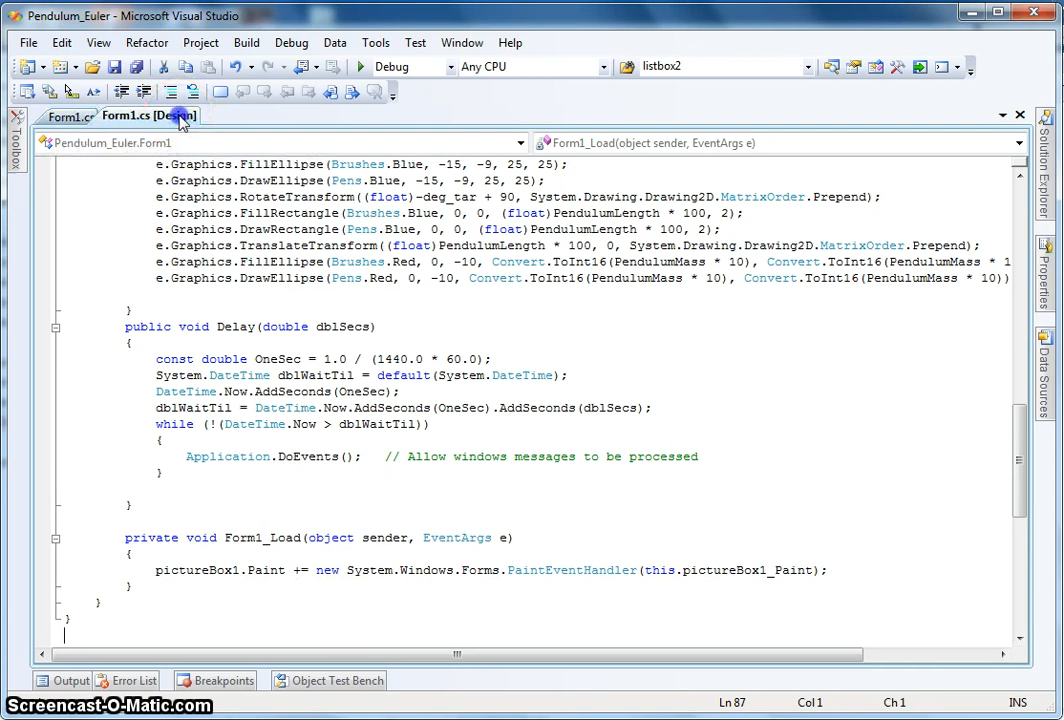 Pendulum_Euler - Microsoft Visual Studio
File Edit View Refactor Project Build Debug Data Tools Test Window Help
Debug Any CPU listbox2
Form1.cs Form1.cs [Design]
Pendulum_Euler.Form1 Form1_Load(object sender, EventArgs e)
Toolbox
e.Graphics.FillEllipse(Brushes.Blue, -15, -9, 25, 25);
e.Graphics.DrawEllipse(Pens.Blue, -15, -9, 25, 25);
e.Graphics.RotateTransform((float)-deg_tar + 90, System.Drawing.Drawing2D.MatrixOrder.Prepend);
e.Graphics.FillRectangle(Brushes.Blue, 0, 0, (float)PendulumLength * 100, 2);
e.Graphics.DrawRectangle(Pens.Blue, 0, 0, (float)PendulumLength * 100, 2);
e.Graphics.TranslateTransform((float)PendulumLength * 100, 0, System.Drawing.Drawing2D.MatrixOrder.Prepend);
e.Graphics.FillEllipse(Brushes.Red, 0, -10, Convert.ToInt16(PendulumMass * 10), Convert.ToInt16(PendulumMass * 1
e.Graphics.DrawEllipse(Pens.Red, 0, -10, Convert.ToInt16(PendulumMass * 10), Convert.ToInt16(PendulumMass * 10))
}
public void Delay(double dblSecs)
{
const double OneSec = 1.0 / (1440.0 * 60.0);
System.DateTime dblWaitTil = default(System.DateTime);
DateTime.Now.AddSeconds(OneSec);
dblWaitTil = DateTime.Now.AddSeconds(OneSec).AddSeconds(dblSecs);
while (!(DateTime.Now > dblWaitTil))
{
Application.DoEvents(); // Allow windows messages to be processed
}
}
private void Form1_Load(object sender, EventArgs e)
{
pictureBox1.Paint += new System.Windows.Forms.PaintEventHandler(this.pictureBox1_Paint);
}
}
}
Solution Explorer
Properties
Data Sources
Output Error List Breakpoints Object Test Bench
Screencast-O-Matic.com
Ln 87 Col 1 Ch 1 INS